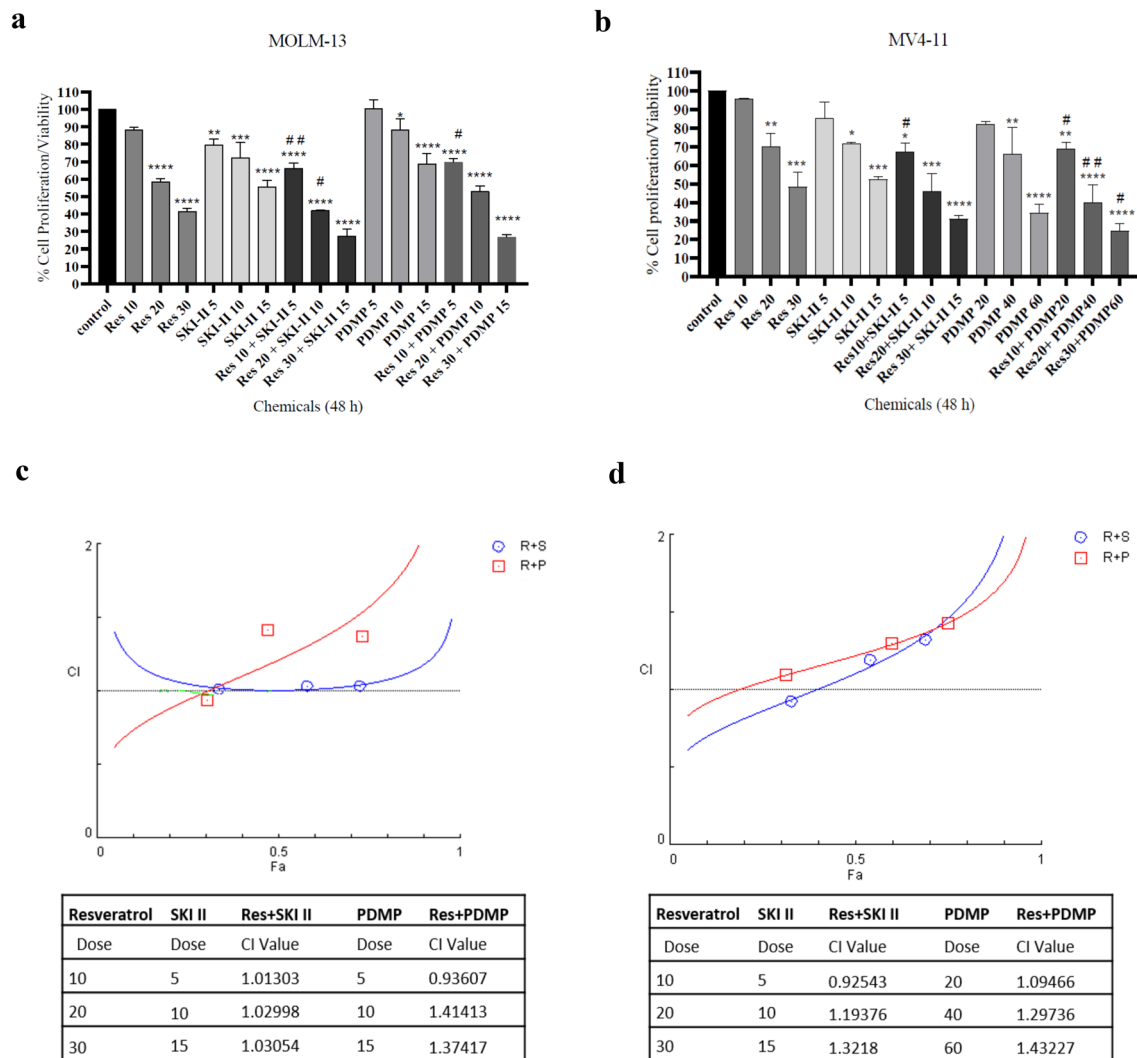 a
MOLM-13
% Cell Proliferation/Viability
110
100
90
80
70
60
50
40
30
20
10
0
**** **** ** *** **** # # **** # **** **** * **** # **** **** ****
control
Res 10
Res 20
Res 30
SKI-II 5
SKI-II 10
SKI-II 15
Res 10 + SKI-II 5
Res 20 + SKI-II 10
Res 30 + SKI-II 15
PDMP 5
PDMP 10
PDMP 15
Res 10 + PDMP 5
Res 20 + PDMP 10
Res 30 + PDMP 15
Chemicals (48 h)
b
MV4-11
% Cell proliferation/Viability
110
100
90
80
70
60
50
40
30
20
10
0
** *** * *** # * *** **** ** **** # ** # # **** # ****
control
Res 10
Res 20
Res 30
SKI-II 5
SKI-II 10
SKI-II 15
Res10+SKI-II 5
Res20+SKI-II 10
Res 30+ SKI-II 15
PDMP 20
PDMP 40
PDMP 60
Res10+ PDMP20
Res20+ PDMP40
Res30+PDMP60
Chemicals (48 h)
c
2
CI
0
0
0.5
1
Fa
R+S
R+P
Resveratrol SKI II Res+SKI II PDMP Res+PDMP
Dose Dose CI Value Dose CI Value
10 5 1.01303 5 0.93607
20 10 1.02998 10 1.41413
30 15 1.03054 15 1.37417
d
2
CI
0
0
0.5
1
Fa
R+S
R+P
Resveratrol SKI II Res+SKI II PDMP Res+PDMP
Dose Dose CI Value Dose CI Value
10 5 0.92543 20 1.09466
20 10 1.19376 40 1.29736
30 15 1.3218 60 1.43227